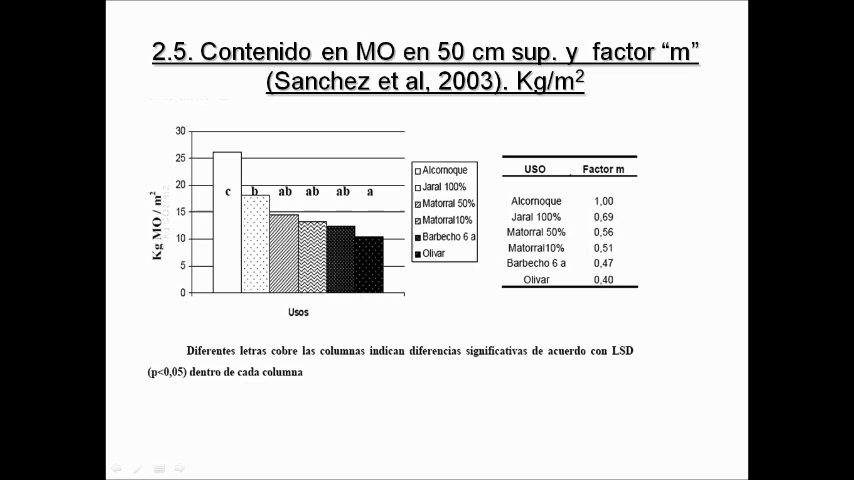 2.5. Contenido en MO en 50 cm sup. y factor “m”
(Sanchez et al, 2003). Kg/m²
30
25
20
15
10
5
0
Kg MO / m²
c b ab ab ab a
Usos
Alcornoque
Jaral 100%
Matorral 50%
Matorral10%
Barbecho 6 a
Olivar
USO Factor m
Alcornoque 1,00
Jaral 100% 0,69
Matorral 50% 0,56
Matorral10% 0,51
Barbecho 6 a 0,47
Olivar 0,40
Diferentes letras cobre las columnas indican diferencias significativas de acuerdo con LSD
(p<0,05) dentro de cada columna